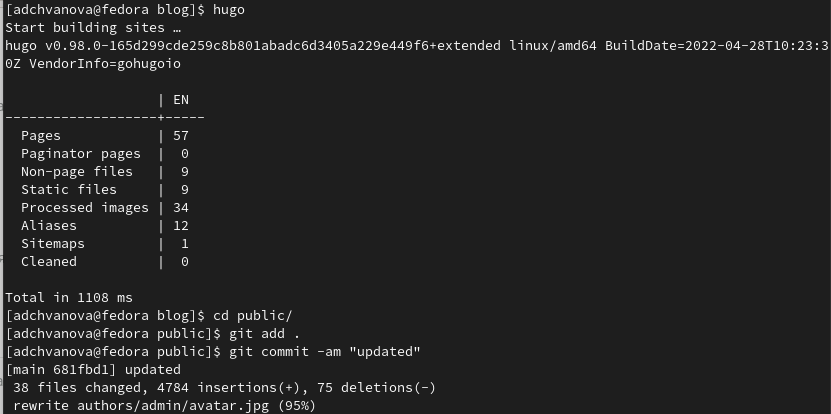 [adchvanova@fedora blog]$ hugo
Start building sites …
hugo v0.98.0-165d299cde259c8b801abadc6d3405a229e449f6+extended linux/amd64 BuildDate=2022-04-28T10:23:3
0Z VendorInfo=gohugoio

                   | EN
-------------------+-----
  Pages            | 57
  Paginator pages  |  0
  Non-page files   |  9
  Static files     |  9
  Processed images | 34
  Aliases          | 12
  Sitemaps         |  1
  Cleaned          |  0

Total in 1108 ms
[adchvanova@fedora blog]$ cd public/
[adchvanova@fedora public]$ git add .
[adchvanova@fedora public]$ git commit -am "updated"
[main 681fbd1] updated
 38 files changed, 4784 insertions(+), 75 deletions(-)
 rewrite authors/admin/avatar.jpg (95%)